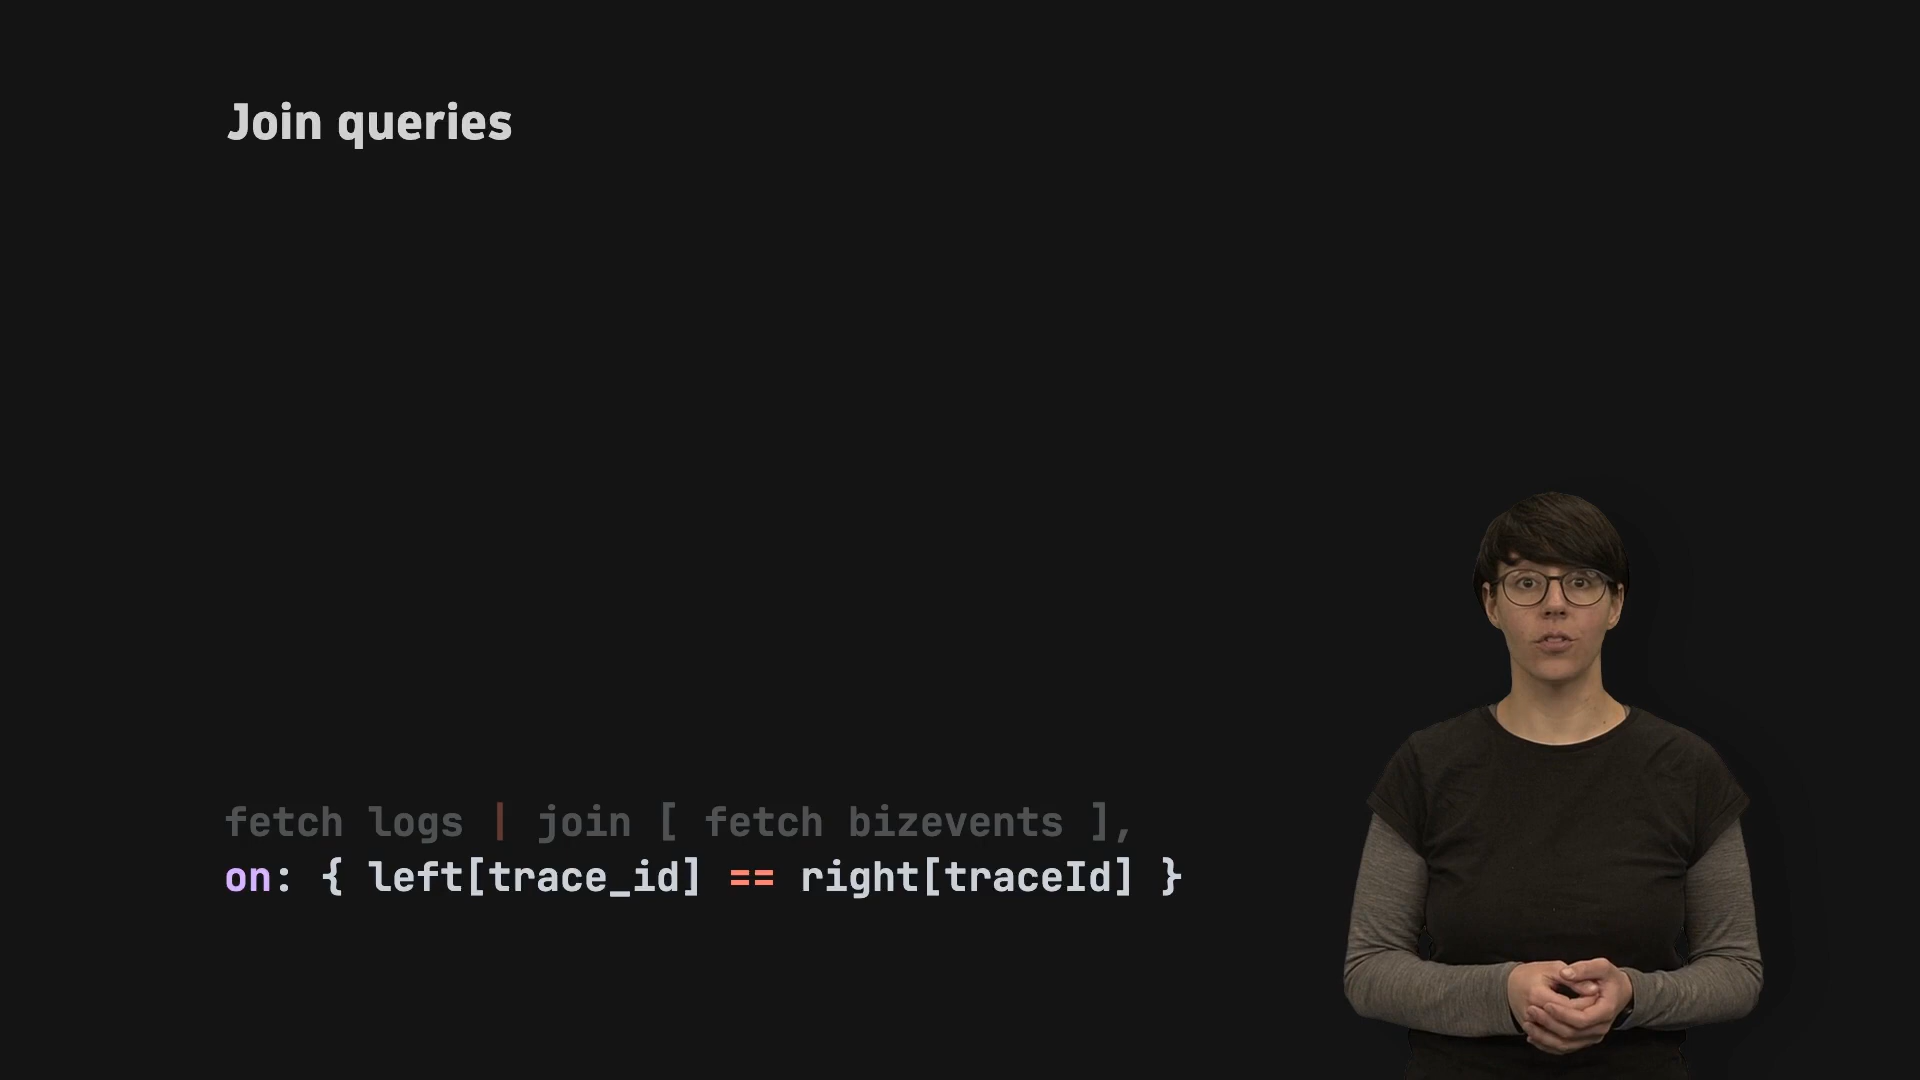 Join queries
fetch logs | join [ fetch bizevents ],
on: { left[trace_id] == right[traceId] }